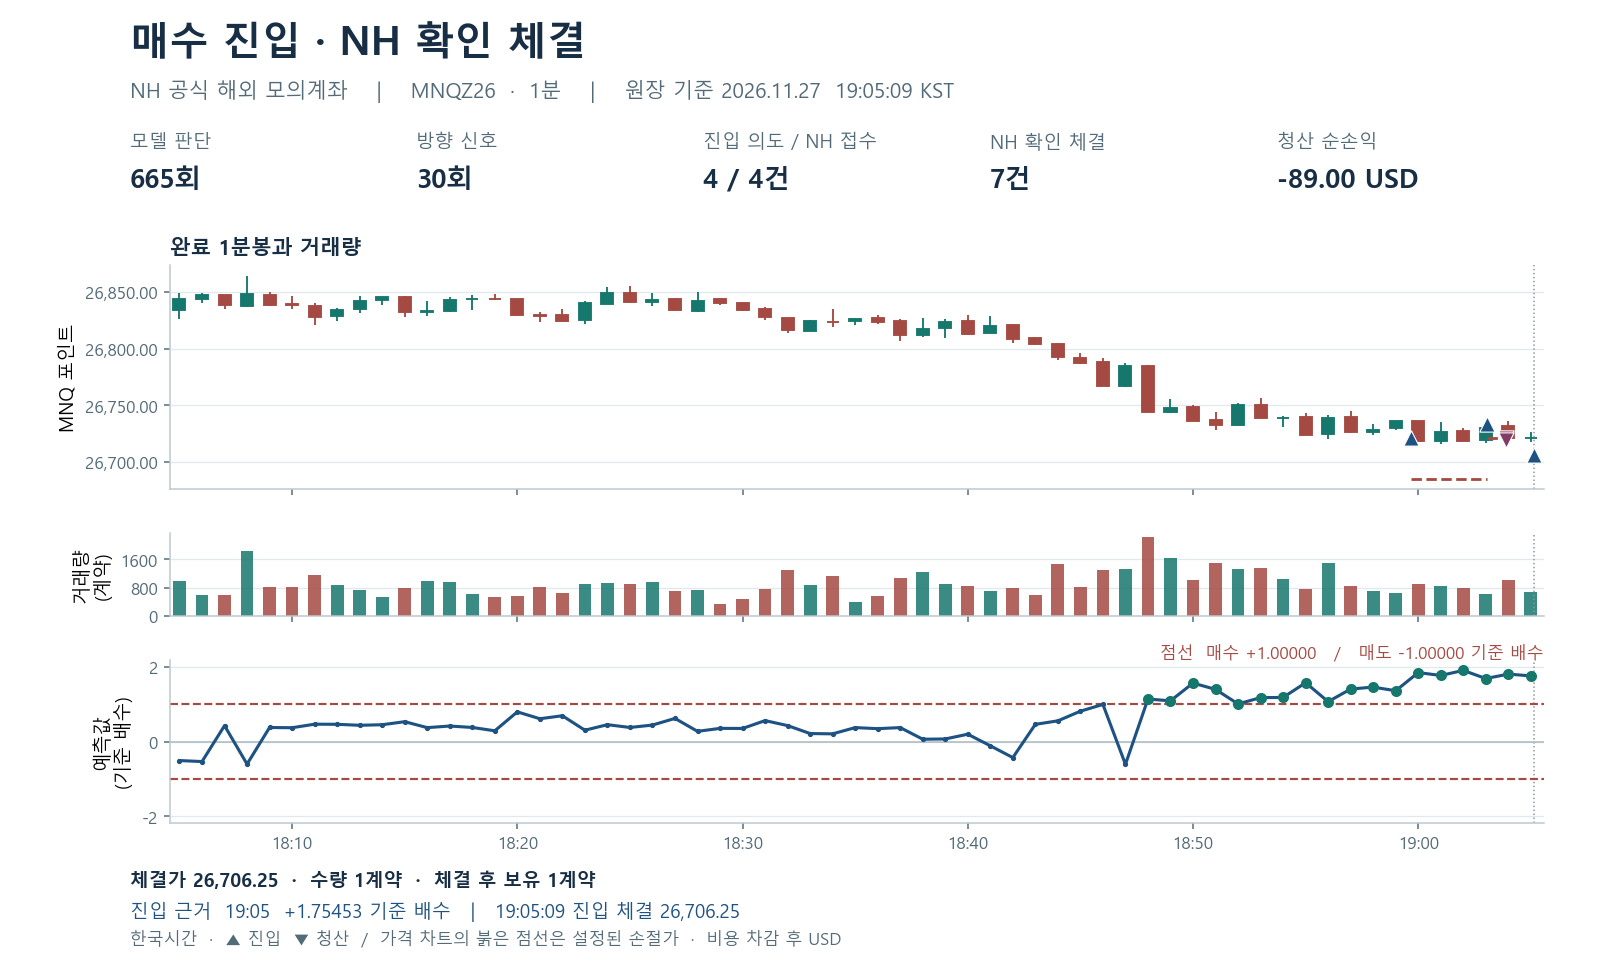 매수 진입 · NH 확인 체결
NH 공식 해외 모의계좌 | MNQZ26 · 1분 | 원장 기준 2026.11.27 19:05:09 KST
모델 판단
665회
방향 신호
30회
진입 의도 / NH 접수
4 / 4건
NH 확인 체결
7건
청산 순손익
-89.00 USD
완료 1분봉과 거래량
MNQ 포인트
26,850.00
26,800.00
26,750.00
26,700.00
거래량
(계약)
1600
800
0
점선 매수 +1.00000 / 매도 -1.00000 기준 배수
예측값
(기준 배수)
2
1
0
-2
18:10
18:20
18:30
18:40
18:50
19:00
체결가 26,706.25 · 수량 1계약 · 체결 후 보유 1계약
진입 근거 19:05 +1.75453 기준 배수 | 19:05:09 진입 체결 26,706.25
한국시간 · ▲ 진입 ▼ 청산 / 가격 차트의 붉은 점선은 설정된 손절가 · 비용 차감 후 USD